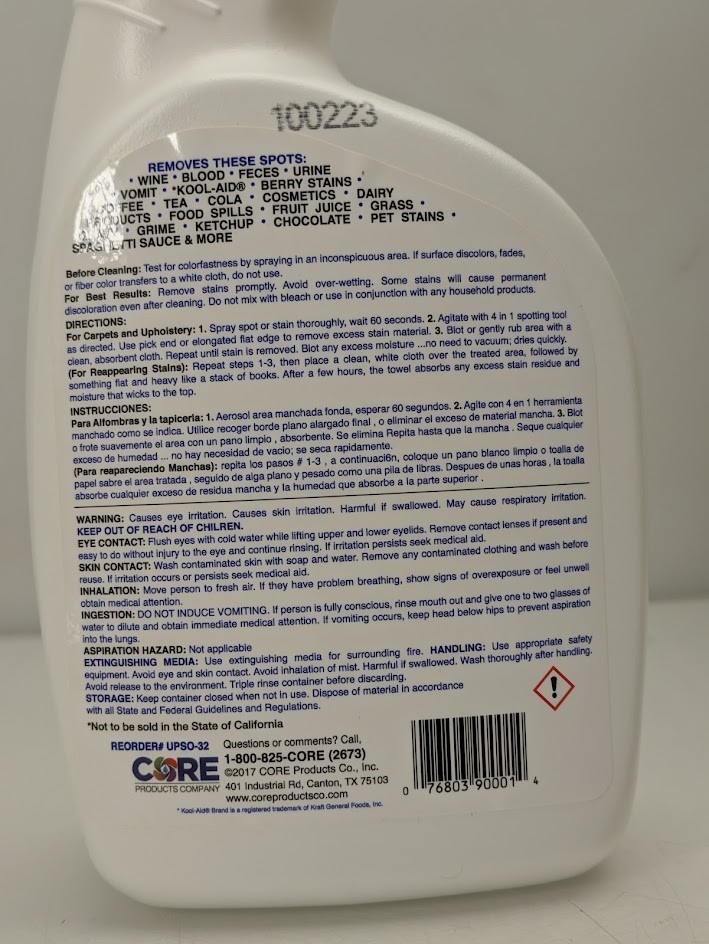 100223
REMOVES THESE SPOTS:
• WINE • BLOOD • FECES • URINE
VOMIT • *KOOL-AID® • BERRY STAINS •
TEA • COLA • COSMETICS • DAIRY
PRODUCTS • FOOD SPILLS • FRUIT JUICE • GRASS •
• GRIME • KETCHUP • CHOCOLATE • PET STAINS •
SPAGHETTI SAUCE & MORE
Before Cleaning: Test for colorfastness by spraying in an inconspicuous area. If surface discolors, fades,
or fiber color transfers to a white cloth, do not use.
For Best Results: Remove stains promptly. Avoid over-wetting. Some stains will cause permanent
discoloration even after cleaning. Do not mix with bleach or use in conjunction with any household products.
DIRECTIONS:
For Carpets and Upholstery: 1. Spray spot or stain thoroughly, wait 60 seconds. 2. Agitate with 4 in 1 spotting tool
as directed. Use pick end or elongated flat edge to remove excess stain material. 3. Blot or gently rub area with a
clean, absorbent cloth. Repeat until stain is removed. Blot any excess moisture ...no need to vacuum; dries quickly.
(For Reappearing Stains): Repeat steps 1-3, then place a clean, white cloth over the treated area, followed by
something flat and heavy like a stack of books. After a few hours, the towel absorbs any excess stain residue and
moisture that wicks to the top.
INSTRUCCIONES:
Para Alfombras y la tapiceria: 1. Aerosol area manchada fonda, esperar 60 segundos. 2. Agite con 4 en 1 herramienta
manchado como se indica. Utilice recoger borde plano alargado final , o eliminar el exceso de material mancha. 3. Blot
o frote suavemente el area con un pano limpio , absorbente. Se elimina Repita hasta que la mancha . Seque cualquier
exceso de humedad ... no hay necesidad de vacio; se seca rapidamente.
(Para reapareciendo Manchas): repita los pasos # 1-3 , a continuaci6n, coloque un pano blanco limpio o toalla de
papel sabre el area tratada , seguido de alga plano y pesado como una pila de libras. Despues de unas horas , la toalla
absorbe cualquier exceso de residua mancha y la humedad que absorbe a la parte superior .
WARNING: Causes eye irritation. Causes skin irritation. Harmful if swallowed. May cause respiratory irritation.
KEEP OUT OF REACH OF CHILREN.
EYE CONTACT: Flush eyes with cold water while lifting upper and lower eyelids. Remove contact lenses if present and
easy to do without injury to the eye and continue rinsing. If irritation persists seek medical aid.
SKIN CONTACT: Wash contaminated skin with soap and water. Remove any contaminated clothing and wash before
reuse. If irritation occurs or persists seek medical aid.
INHALATION: Move person to fresh air. If they have problem breathing, show signs of overexposure or feel unwell
obtain medical attention.
INGESTION: DO NOT INDUCE VOMITING. If person is fully conscious, rinse mouth out and give one to two glasses of
water to dilute and obtain immediate medical attention. If vomiting occurs, keep head below hips to prevent aspiration
into the lungs.
ASPIRATION HAZARD: Not applicable
EXTINGUISHING MEDIA: Use extinguishing media for surrounding fire. HANDLING: Use appropriate safety
equipment. Avoid eye and skin contact. Avoid inhalation of mist. Harmful if swallowed. Wash thoroughly after handling.
Avoid release to the environment. Triple rinse container before discarding.
STORAGE: Keep container closed when not in use. Dispose of material in accordance
with all State and Federal Guidelines and Regulations.
*Not to be sold in the State of California
REORDER# UPSO-32
CORE
PRODUCTS COMPANY
Questions or comments? Call,
1-800-825-CORE (2673)
©2017 CORE Products Co., Inc.
401 Industrial Rd, Canton, TX 75103
www.coreproductsco.com
* Kool-Aid® Brand is a registered trademark of Kraft General Foods, Inc.
0 76803 90001 4